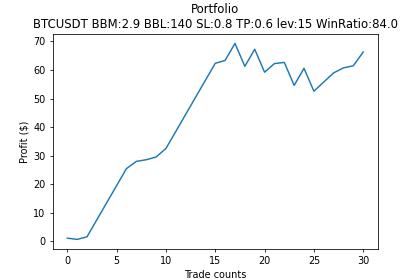 Portfolio
BTCUSDT BBM:2.9 BBL:140 SL:0.8 TP:0.6 lev:15 WinRatio:84.0
70
60
50
40
30
20
10
0
Profit ($)
0 5 10 15 20 25 30
Trade counts